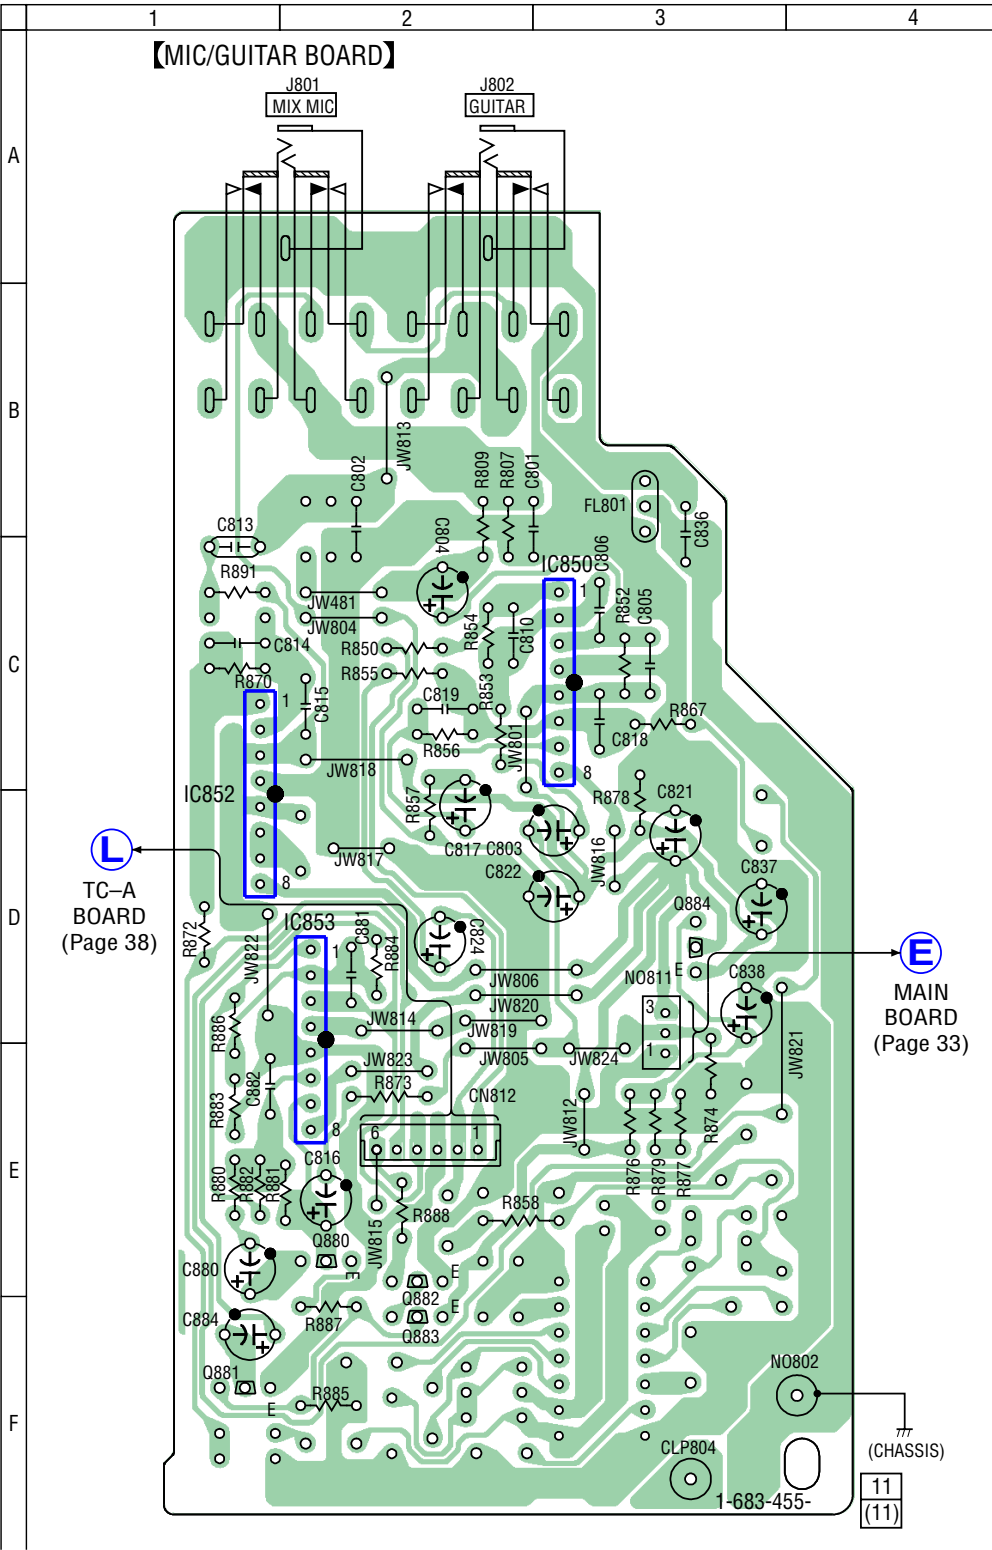 1 2 3 4
【MIC/GUITAR BOARD】
J801 J802
MIX MIC GUITAR
A
B
JW813
C802 R809 R807 C801
FL801 C836
C813 C804 C806
IC850
R891 1
JW481
JW804
R854 C810 R852 C805
C814 R850
C
R855
R870 R853
1 C815 C819 R867
R856 JW801 C818
JW818 8
IC852 R857 R878 C821
C817 C803
JW817 JW816
L C822 C837
8
TC–A
BOARD
(Page 38)
D
Q884
IC853
R872 JW822 1 C881 R884 C824
E
NO811 C838
E
JW806
MAIN
BOARD
(Page 33)
3
JW820
R886 JW814 JW819
1
JW823 JW805 JW824 JW821
R873
C882 CN812
R883 JW812 R874
8 6 1
C816
E
R880 R882 R881 R876 R879 R877
R858
JW815 R888
Q880
C880 E E
Q882
E
C884 R887 Q883
Q881 NO802
R885
E
F
CLP804 (CHASSIS)
1-683-455-
11
(11)